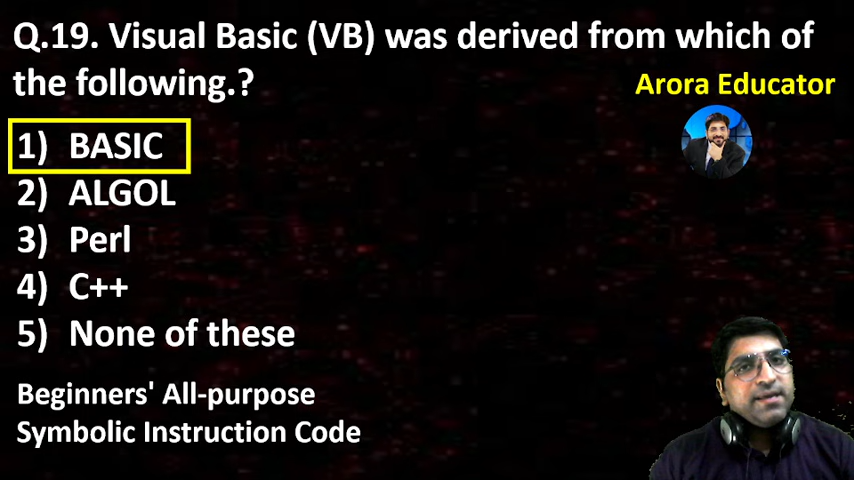 Q.19. Visual Basic (VB) was derived from which of
the following.?
Arora Educator
1) BASIC
2) ALGOL
3) Perl
4) C++
5) None of these
Beginners' All-purpose
Symbolic Instruction Code